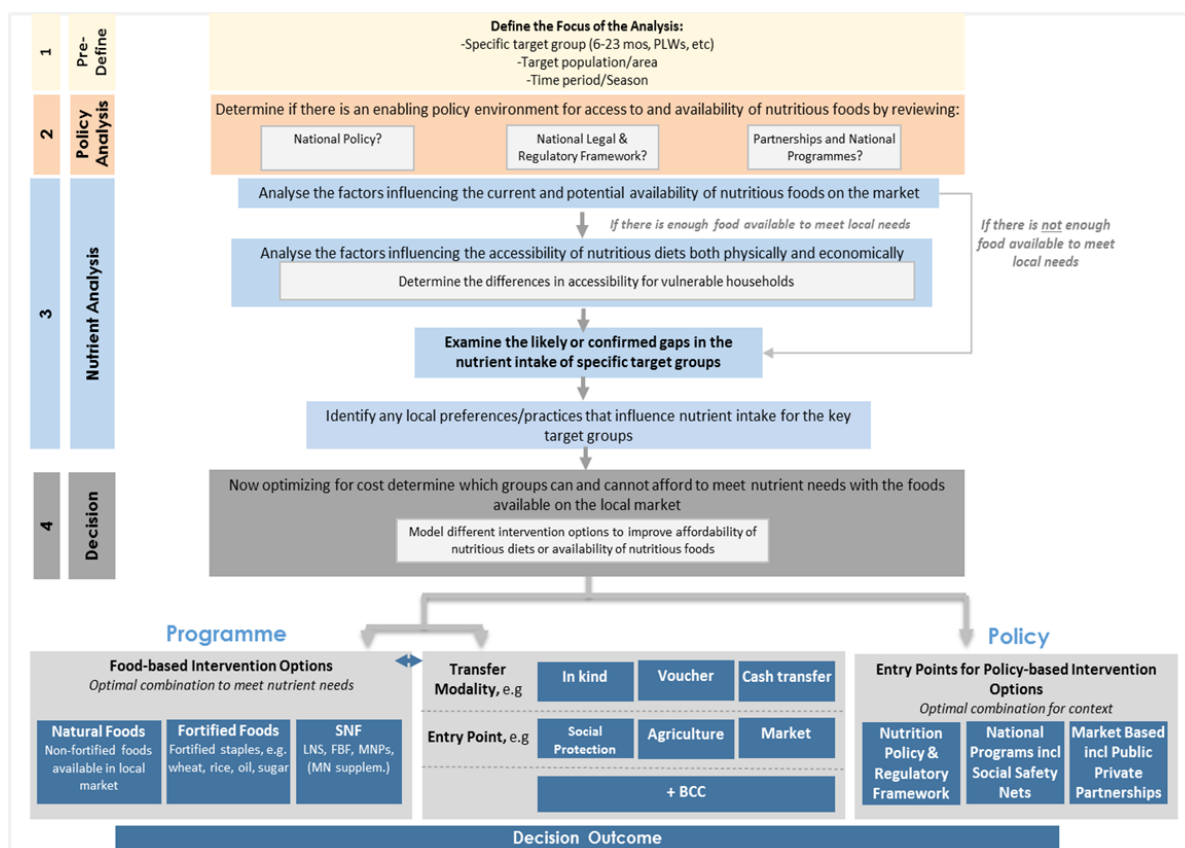 1
Pre-
Define
Define the Focus of the Analysis:
-Specific target group (6-23 mos, PLWs, etc)
-Target population/area
-Time period/Season
2
Policy
Analysis
Determine if there is an enabling policy environment for access to and availability of nutritious foods by reviewing:
National Policy?
National Legal &
Regulatory Framework?
Partnerships and National
Programmes?
3
Nutrient Analysis
Analyse the factors influencing the current and potential availability of nutritious foods on the market
If there is enough food available to meet local needs
If there is not enough
food available to meet
local needs
Analyse the factors influencing the accessibility of nutritious diets both physically and economically
Determine the differences in accessibility for vulnerable households
Examine the likely or confirmed gaps in the
nutrient intake of specific target groups
Identify any local preferences/practices that influence nutrient intake for the key
target groups
4
Decision
Now optimizing for cost determine which groups can and cannot afford to meet nutrient needs with the foods
available on the local market
Model different intervention options to improve affordability of
nutritious diets or availability of nutritious foods
Programme
Food-based Intervention Options
Optimal combination to meet nutrient needs
Natural Foods
Non-fortified foods
available in local
market
Fortified Foods
Fortified staples, e.g.
wheat, rice, oil, sugar
SNF
LNS, FBF, MNPs,
(MN supplem.)
Transfer
Modality, e.g
In kind
Voucher
Cash transfer
Entry Point, e.g
Social
Protection
Agriculture
Market
+ BCC
Policy
Entry Points for Policy-based Intervention
Options
Optimal combination for context
Nutrition
Policy &
Regulatory
Framework
National
Programs incl
Social Safety
Nets
Market Based
incl Public
Private
Partnerships
Decision Outcome